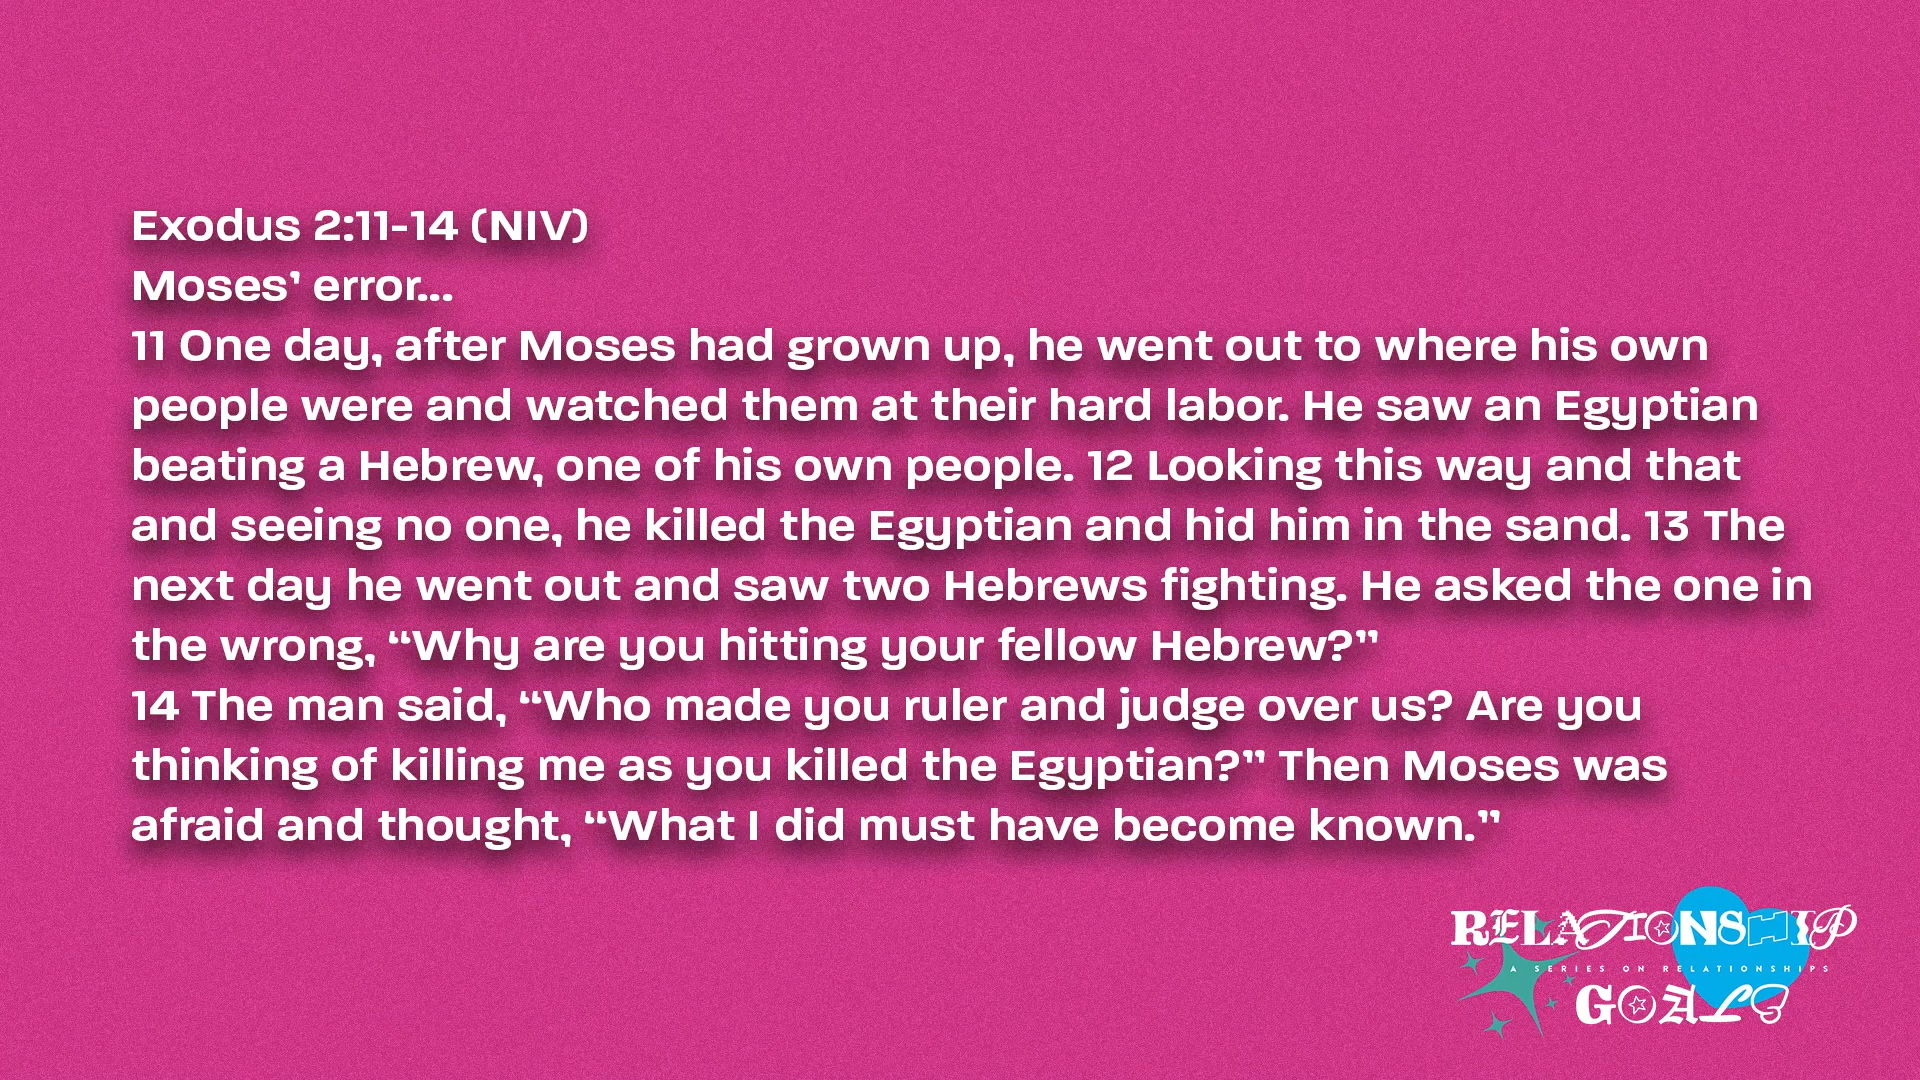 Exodus 2:11-14 (NIV)
Moses’ error...
11 One day, after Moses had grown up, he went out to where his own
people were and watched them at their hard labor. He saw an Egyptian
beating a Hebrew, one of his own people. 12 Looking this way and that
and seeing no one, he killed the Egyptian and hid him in the sand. 13 The
next day he went out and saw two Hebrews fighting. He asked the one in
the wrong, “Why are you hitting your fellow Hebrew?”
14 The man said, “Who made you ruler and judge over us? Are you
thinking of killing me as you killed the Egyptian?” Then Moses was
afraid and thought, “What I did must have become known.”
RELATIONSHIP
A SERIES ON RELATIONSHIPS
GOALS